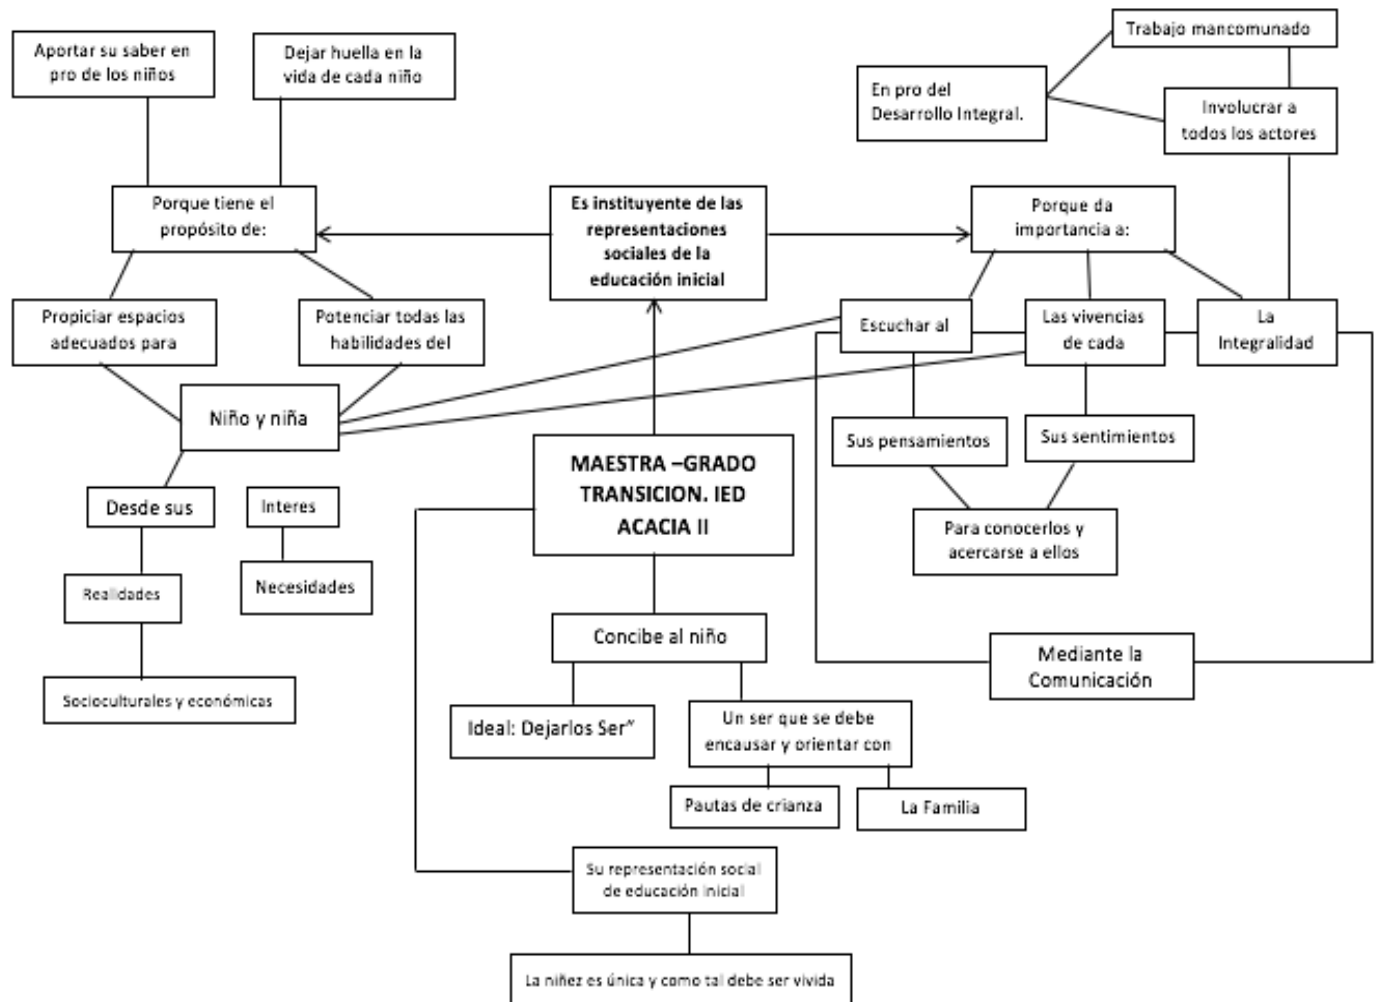 Aportar su saber en
pro de los niños
Dejar huella en la
vida de cada niño
Trabajo mancomunado
En pro del
Desarrollo Integral.
Involucrar a
todos los actores
Porque tiene el
propósito de:
Es instituyente de las
representaciones
sociales de la
educación inicial
Porque da
importancia a:
Propiciar espacios
adecuados para
Potenciar todas las
habilidades del
Escuchar al
Las vivencias
de cada
La
Integralidad
Niño y niña
Sus pensamientos
Sus sentimientos
MAESTRA –GRADO
TRANSICION. IED
ACACIA II
Desde sus
Interes
Para conocerlos y
acercarse a ellos
Realidades
Necesidades
Concibe al niño
Mediante la
Comunicación
Socioculturales y económicas
Ideal: Dejarlos Ser”
Un ser que se debe
encausar y orientar con
Pautas de crianza
La Familia
Su representación social
de educación Inicial
La niñez es única y como tal debe ser vivida